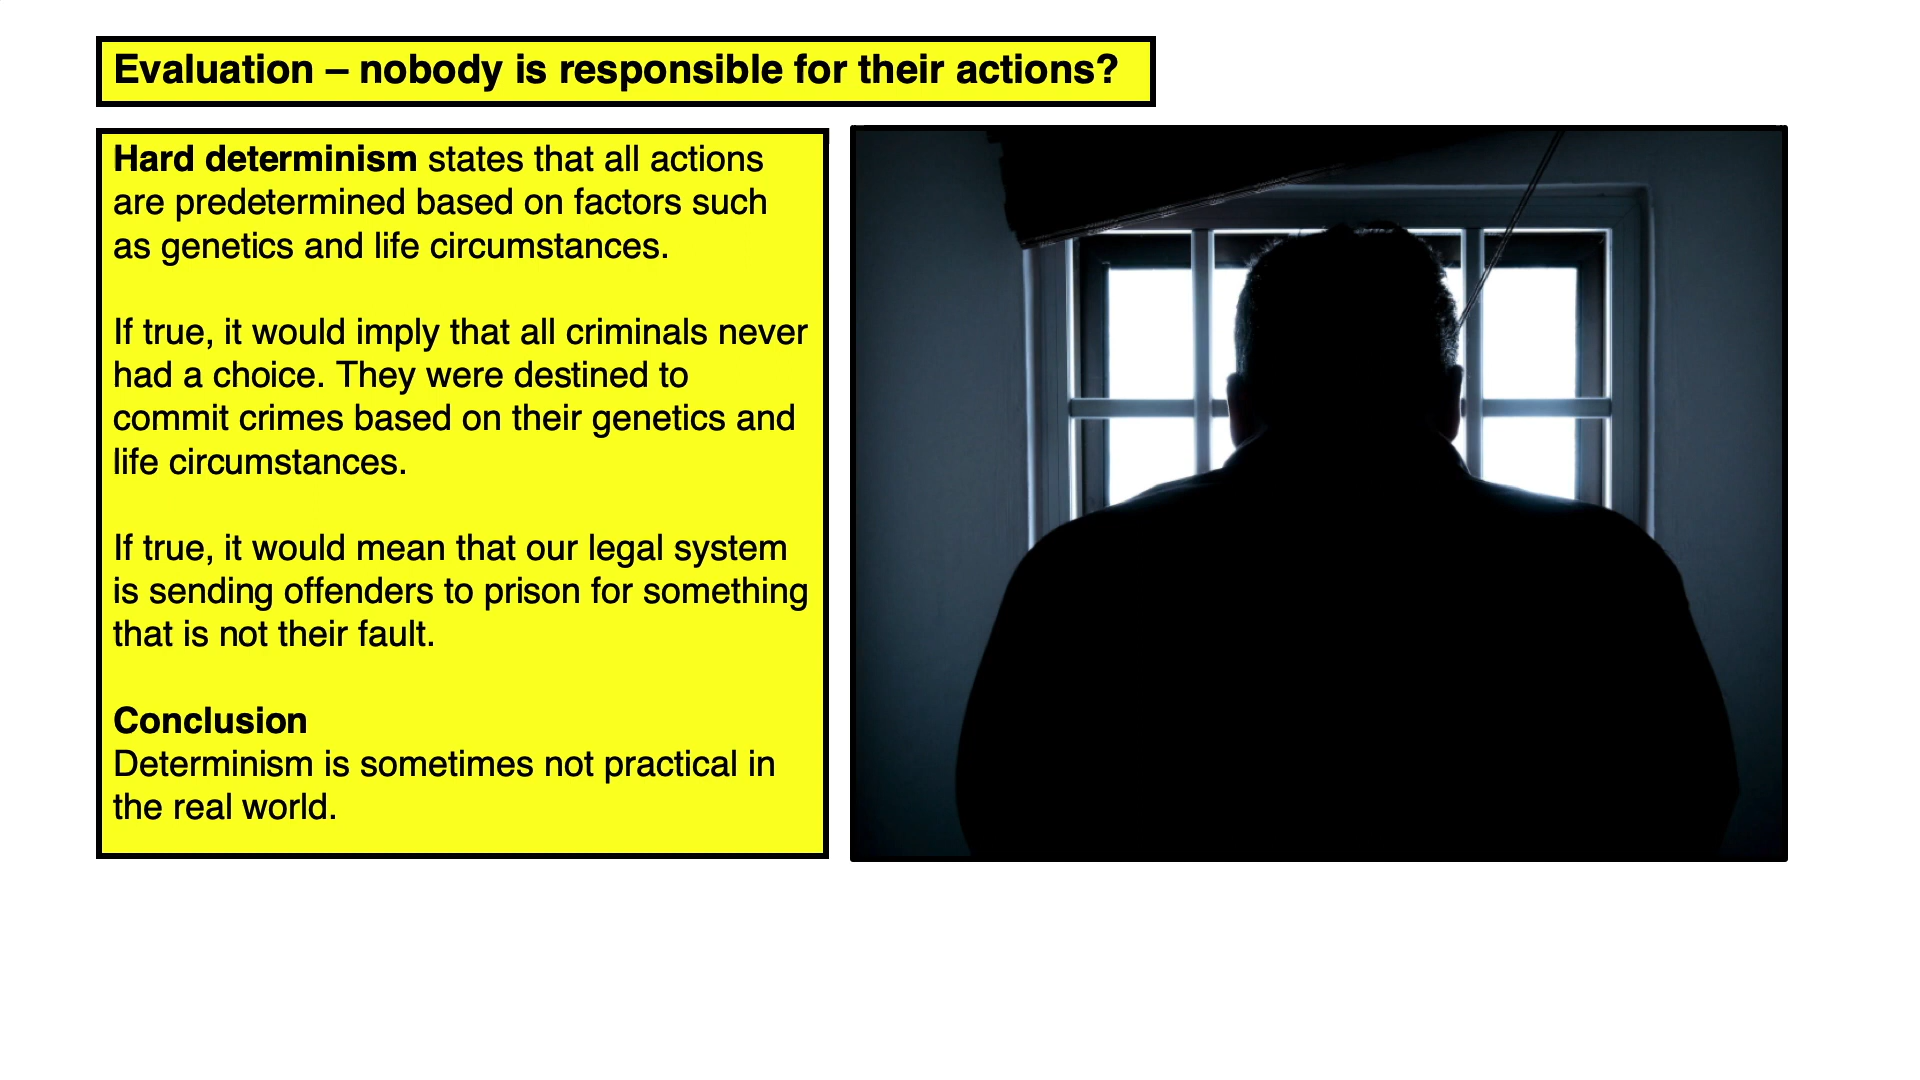 Evaluation – nobody is responsible for their actions?
Hard determinism states that all actions
are predetermined based on factors such
as genetics and life circumstances.
If true, it would imply that all criminals never
had a choice. They were destined to
commit crimes based on their genetics and
life circumstances.
If true, it would mean that our legal system
is sending offenders to prison for something
that is not their fault.
Conclusion
Determinism is sometimes not practical in
the real world.